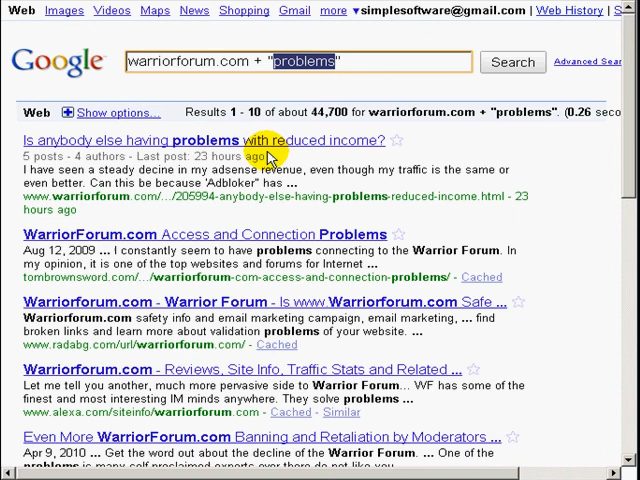 Web Images Videos Maps News Shopping Gmail more ▼ simplesoftware@gmail.com | Web History | S
Google warriorforum.com + "problems" Search Advanced Sear
Web Show options... Results 1 - 10 of about 44,700 for warriorforum.com + "problems". (0.26 seco
Is anybody else having problems with reduced income?
5 posts - 4 authors - Last post: 23 hours ago
I have seen a steady decline in my adsense revenue, even though my traffic is the same or
even better. Can this be because 'Adbloker" has ...
www.warriorforum.com/.../205994-anybody-else-having-problems-reduced-income.html - 23
hours ago
Warriorforum.com Access and Connection Problems
Aug 12, 2009 ... I constantly seem to have problems connecting to the Warrior Forum. In
my opinion, it is one of the top websites and forums for Internet ...
tombrownsword.com/.../warriorforum-com-access-and-connection-problems/ - Cached
Warriorforum.com - Warrior Forum - Is www Warriorforum.com Safe ...
Warriorforum.com safety info and email marketing campaign, email marketing, ... find
broken links and learn more about validation problems of your website. ...
www.radabg.com/url/warriorforum.com/ - Cached
Warriorforum.com - Reviews, Site Info, Traffic Stats and Related ...
Let me tell you another, much more pervasive side to Warrior Forum... WF has some of the
finest and most interesting IM minds anywhere. They solve problems ...
www.alexa.com/siteinfo/warriorforum.com - Cached - Similar
Even More WarriorForum.com Banning and Retaliation by Moderators ...
Apr 9, 2010 ... Get the word out about the decline of the Warrior Forum. ... One of the
problems is many self proclaimed experts over there do not like you